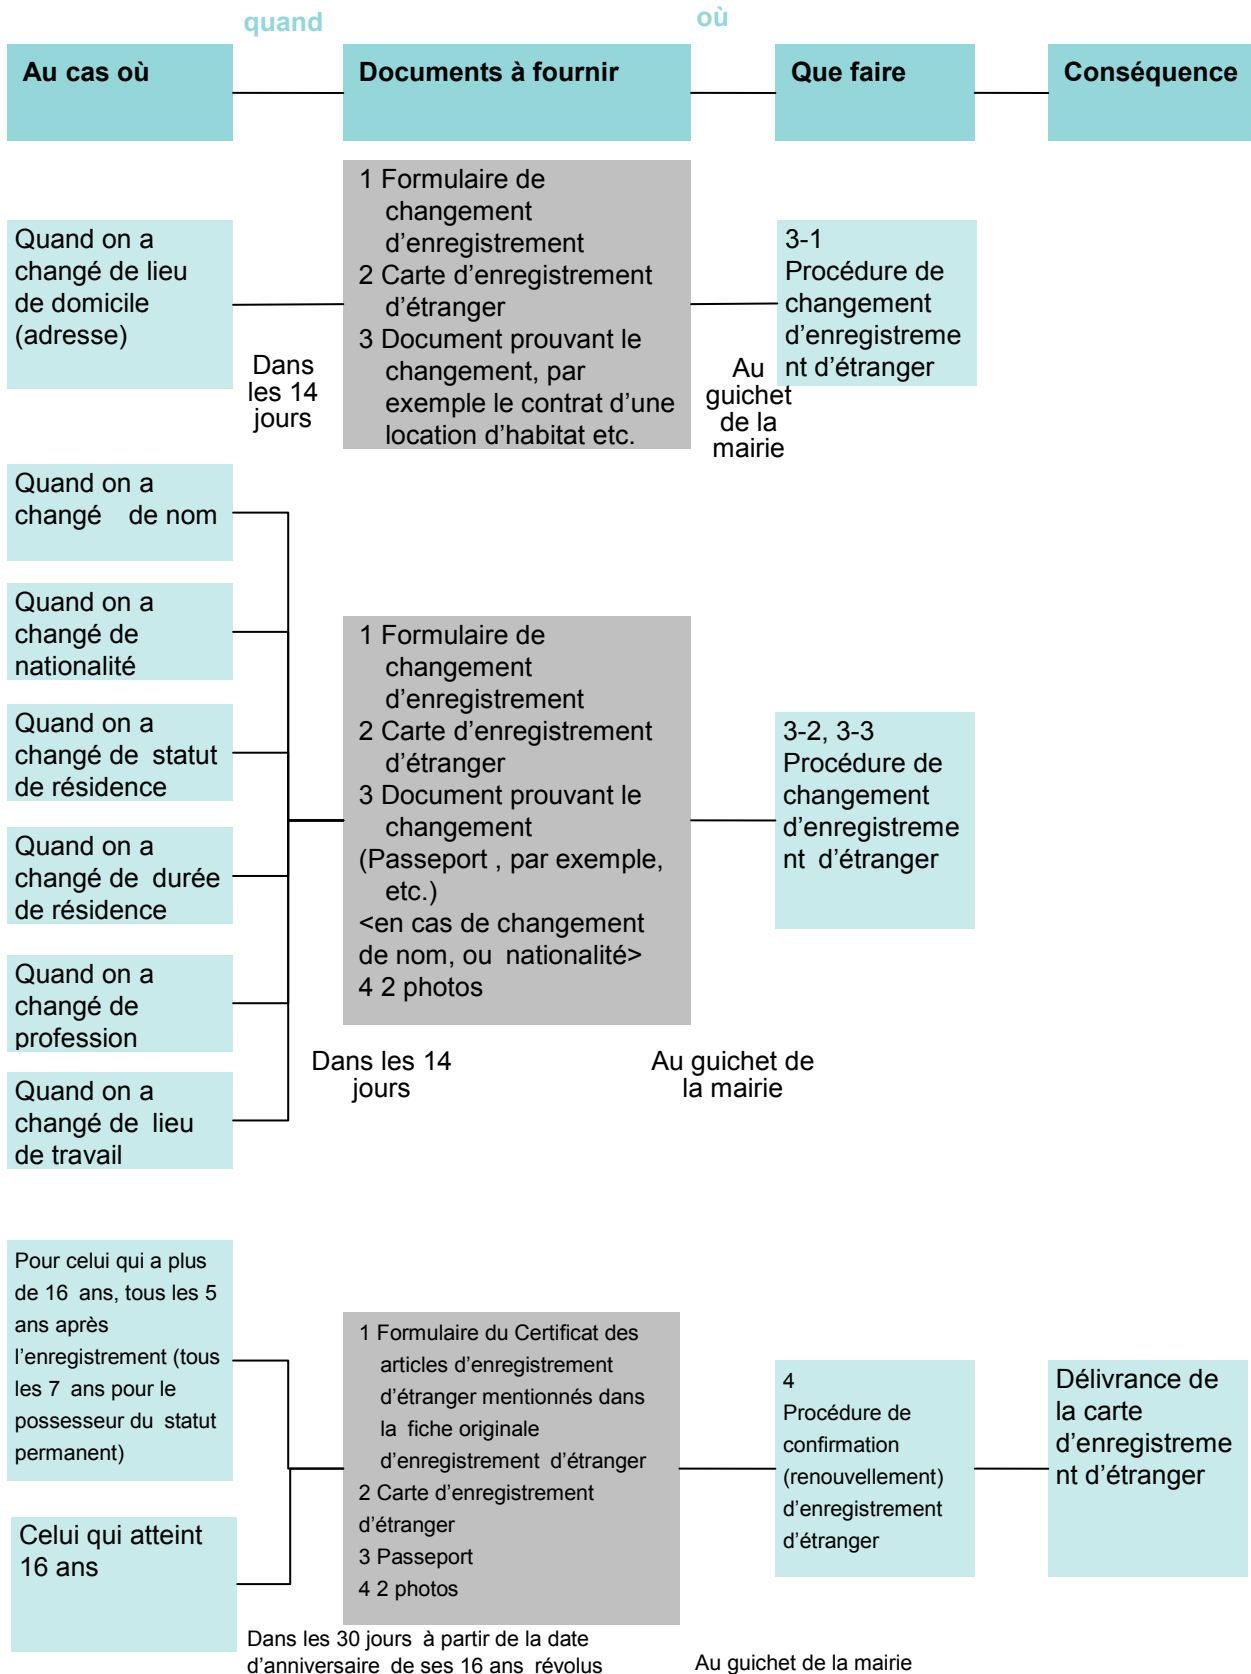 quand
où
Au cas où
Documents à fournir
Que faire
Conséquence
Quand on a
changé de lieu
de domicile
(adresse)
Dans
les 14
jours
1 Formulaire de
changement
d’enregistrement
2 Carte d’enregistrement
d’étranger
3 Document prouvant le
changement, par
exemple le contrat d’une
location d’habitat etc.
Au
guichet
de la
mairie
3-1
Procédure de
changement
d’enregistreme
nt d’étranger
Quand on a
changé de nom
Quand on a
changé de
nationalité
Quand on a
changé de statut
de résidence
Quand on a
changé de durée
de résidence
Quand on a
changé de
profession
Quand on a
changé de lieu
de travail
Dans les 14
jours
1 Formulaire de
changement
d’enregistrement
2 Carte d’enregistrement
d’étranger
3 Document prouvant le
changement
(Passeport , par exemple,
etc.)
<en cas de changement
de nom, ou nationalité>
4 2 photos
Au guichet de
la mairie
3-2, 3-3
Procédure de
changement
d’enregistreme
nt d’étranger
Pour celui qui a plus
de 16 ans, tous les 5
ans après
l’enregistrement (tous
les 7 ans pour le
possesseur du statut
permanent)
Celui qui atteint
16 ans
Dans les 30 jours à partir de la date
d’anniversaire de ses 16 ans révolus
1 Formulaire du Certificat des
articles d’enregistrement
d’étranger mentionnés dans
la fiche originale
d’enregistrement d’étranger
2 Carte d’enregistrement
d’étranger
3 Passeport
4 2 photos
Au guichet de la mairie
4
Procédure de
confirmation
(renouvellement)
d’enregistrement
d’étranger
Délivrance de
la carte
d’enregistreme
nt d’étranger